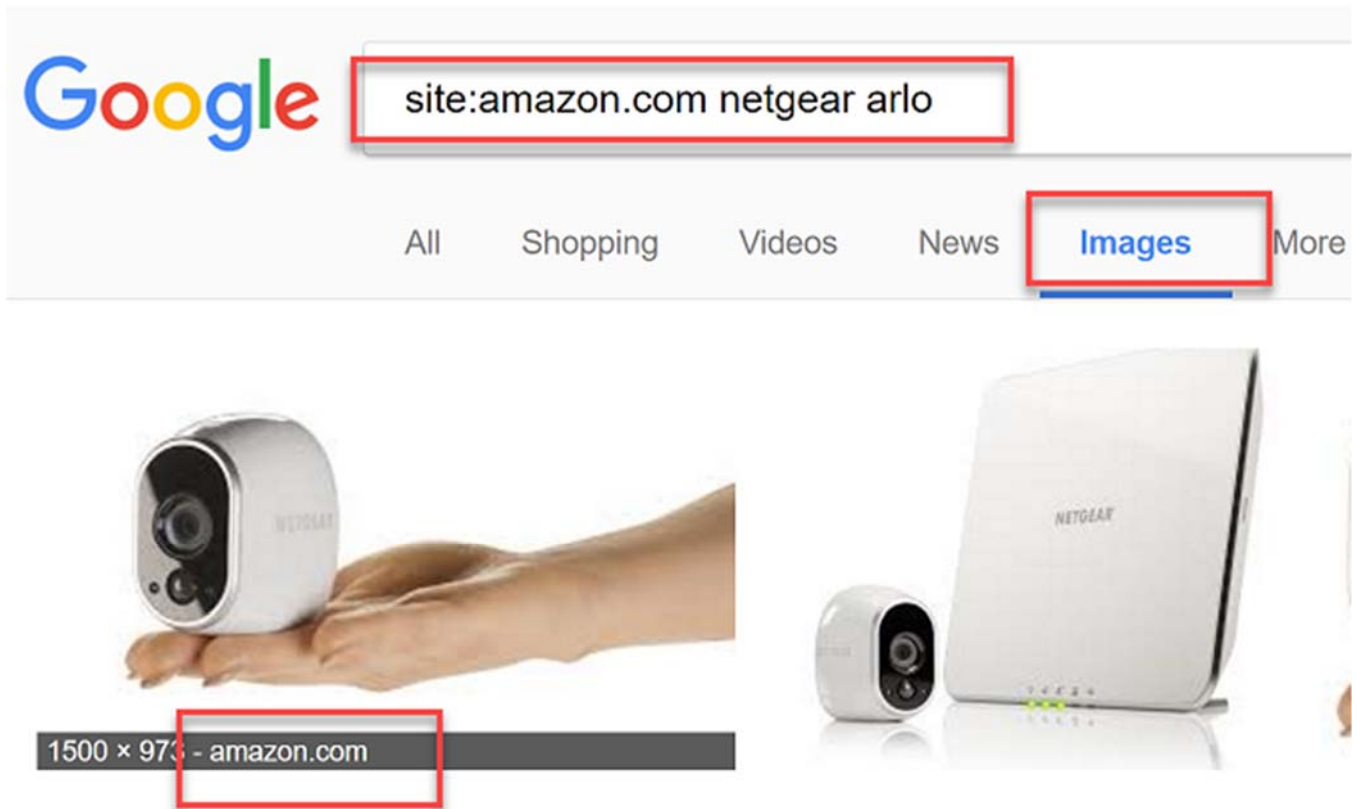 Google
site:amazon.com netgear arlo
All Shopping Videos News Images More
NETGEAR
NETGEAR
1500 × 973 - amazon.com